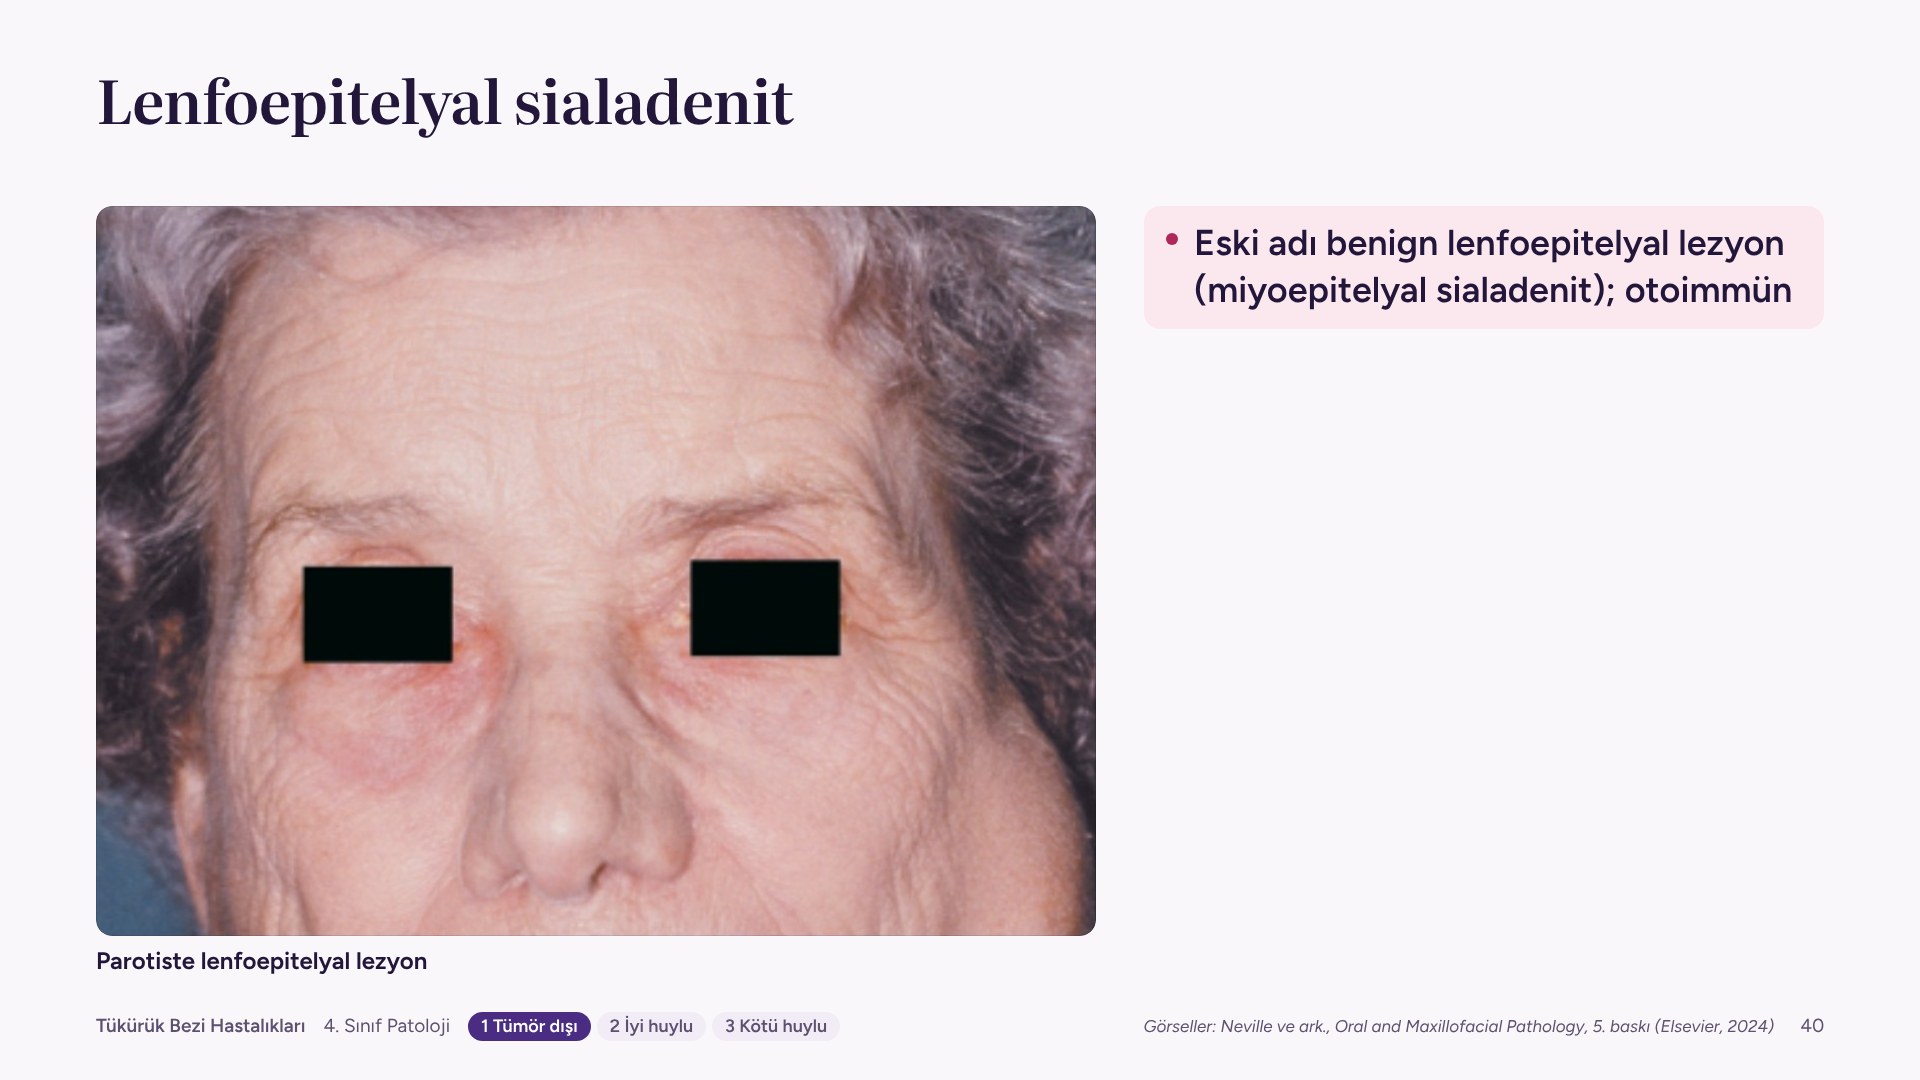 Lenfoepitelyal sialadenit
• Eski adı benign lenfoepitelyal lezyon
(miyoepitelyal sialadenit); otoimmün
Parotiste lenfoepitelyal lezyon
Tükürük Bezi Hastalıkları 4. Sınıf Patoloji 1 Tümör dışı 2 İyi huylu 3 Kötü huylu
Görseller: Neville ve ark., Oral and Maxillofacial Pathology, 5. baskı (Elsevier, 2024) 40